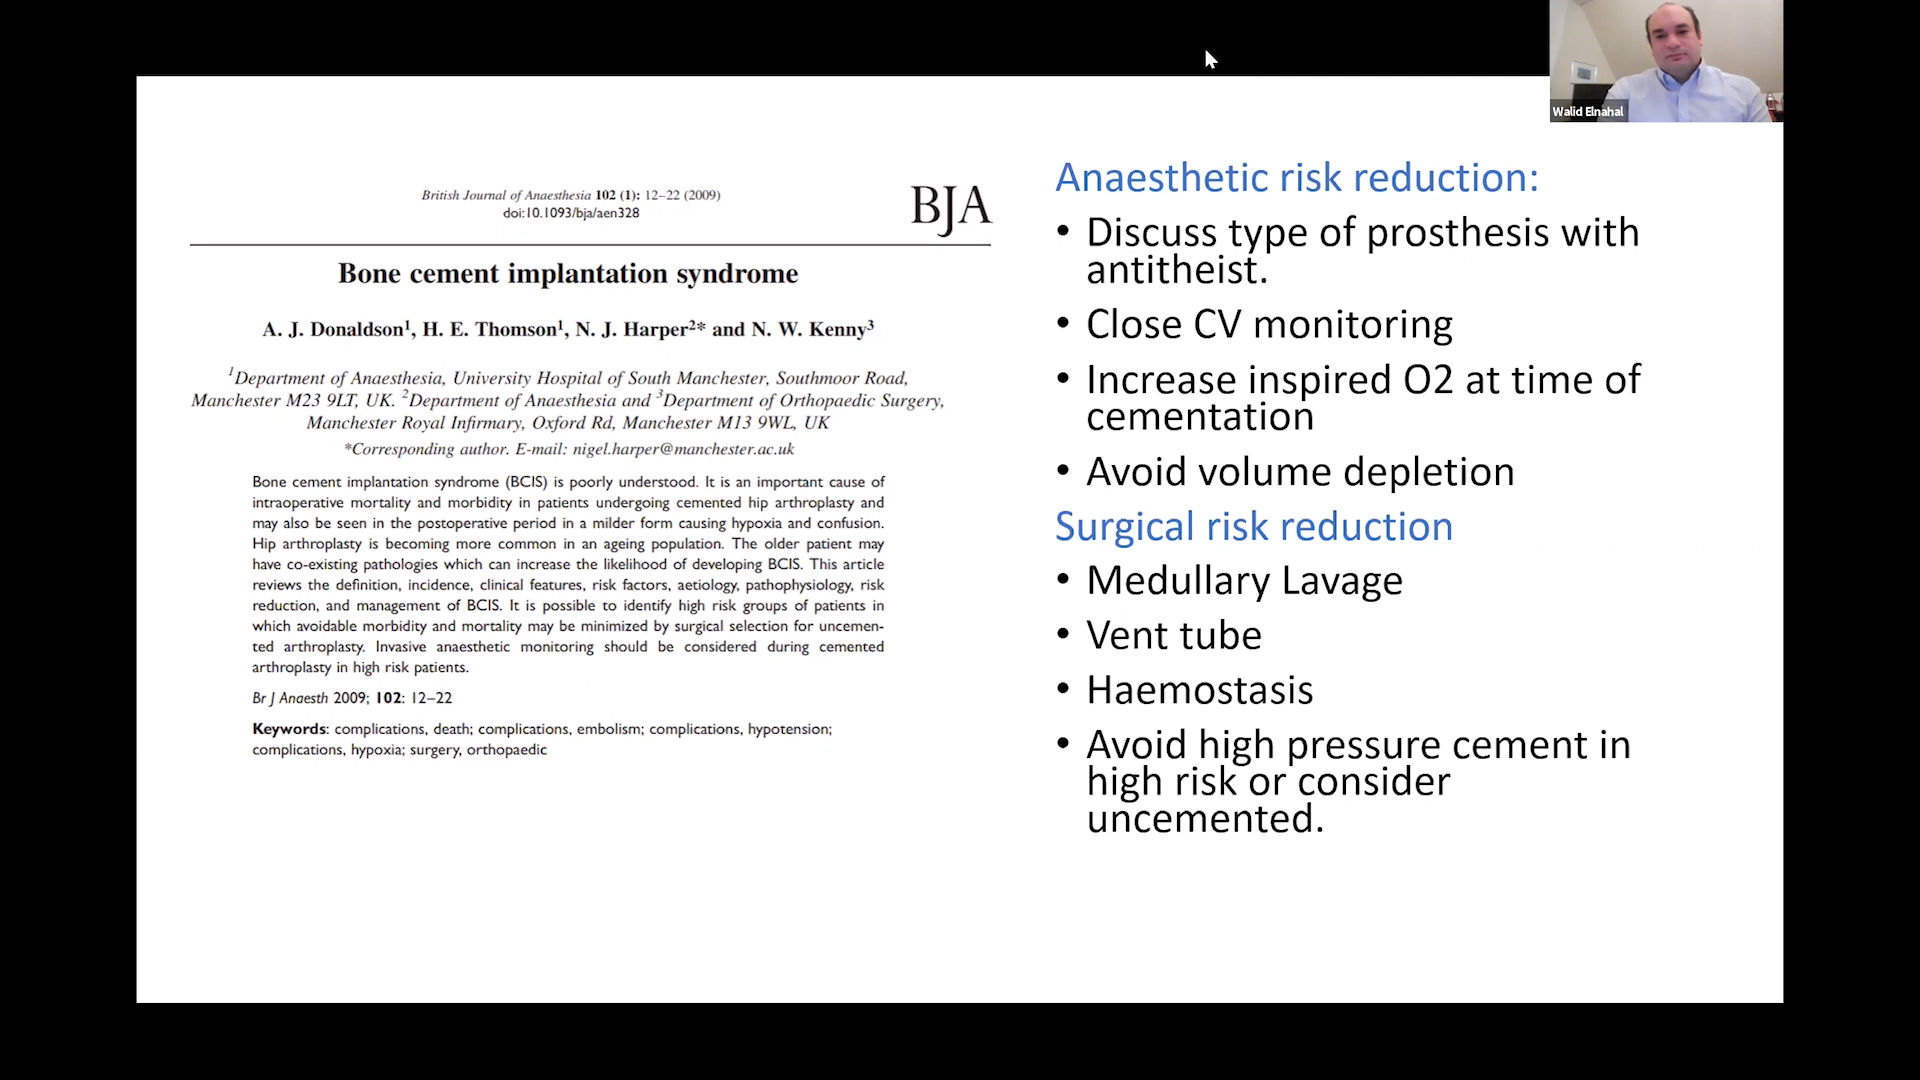 Walid Elnahal
British Journal of Anaesthesia 102 (1): 12–22 (2009)
doi:10.1093/bja/aen328
BJA
Bone cement implantation syndrome
A. J. Donaldson1, H. E. Thomson1, N. J. Harper2* and N. W. Kenny3
1Department of Anaesthesia, University Hospital of South Manchester, Southmoor Road,
Manchester M23 9LT, UK. 2Department of Anaesthesia and 3Department of Orthopaedic Surgery,
Manchester Royal Infirmary, Oxford Rd, Manchester M13 9WL, UK
*Corresponding author. E-mail: nigel.harper@manchester.ac.uk
Bone cement implantation syndrome (BCIS) is poorly understood. It is an important cause of
intraoperative mortality and morbidity in patients undergoing cemented hip arthroplasty and
may also be seen in the postoperative period in a milder form causing hypoxia and confusion.
Hip arthroplasty is becoming more common in an ageing population. The older patient may
have co-existing pathologies which can increase the likelihood of developing BCIS. This article
reviews the definition, incidence, clinical features, risk factors, aetiology, pathophysiology, risk
reduction, and management of BCIS. It is possible to identify high risk groups of patients in
which avoidable morbidity and mortality may be minimized by surgical selection for uncemen-
ted arthroplasty. Invasive anaesthetic monitoring should be considered during cemented
arthroplasty in high risk patients.
Br J Anaesth 2009; 102: 12–22
Keywords: complications, death; complications, embolism; complications, hypotension;
complications, hypoxia; surgery, orthopaedic
Anaesthetic risk reduction:
• Discuss type of prosthesis with
antitheist.
• Close CV monitoring
• Increase inspired O2 at time of
cementation
• Avoid volume depletion
Surgical risk reduction
• Medullary Lavage
• Vent tube
• Haemostasis
• Avoid high pressure cement in
high risk or consider
uncemented.